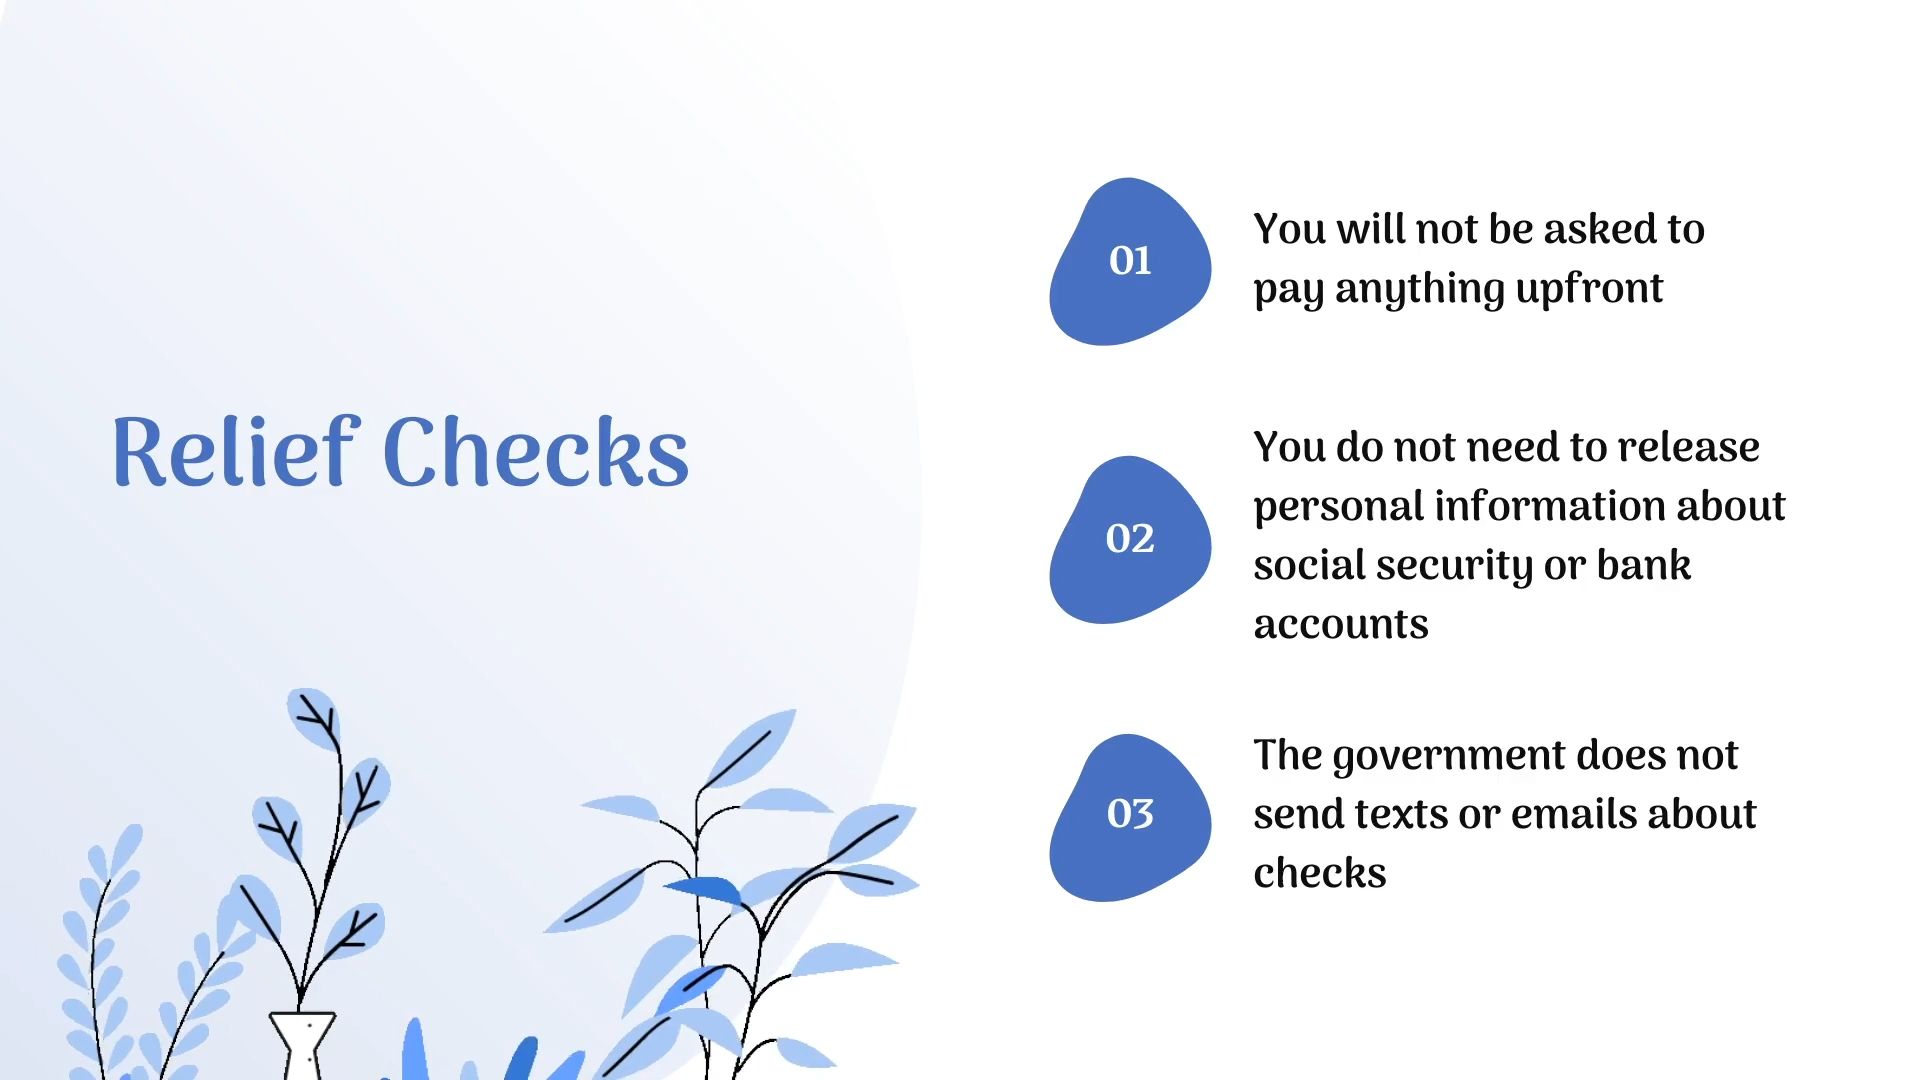 Relief Checks
01
You will not be asked to
pay anything upfront
02
You do not need to release
personal information about
social security or bank
accounts
03
The government does not
send texts or emails about
checks